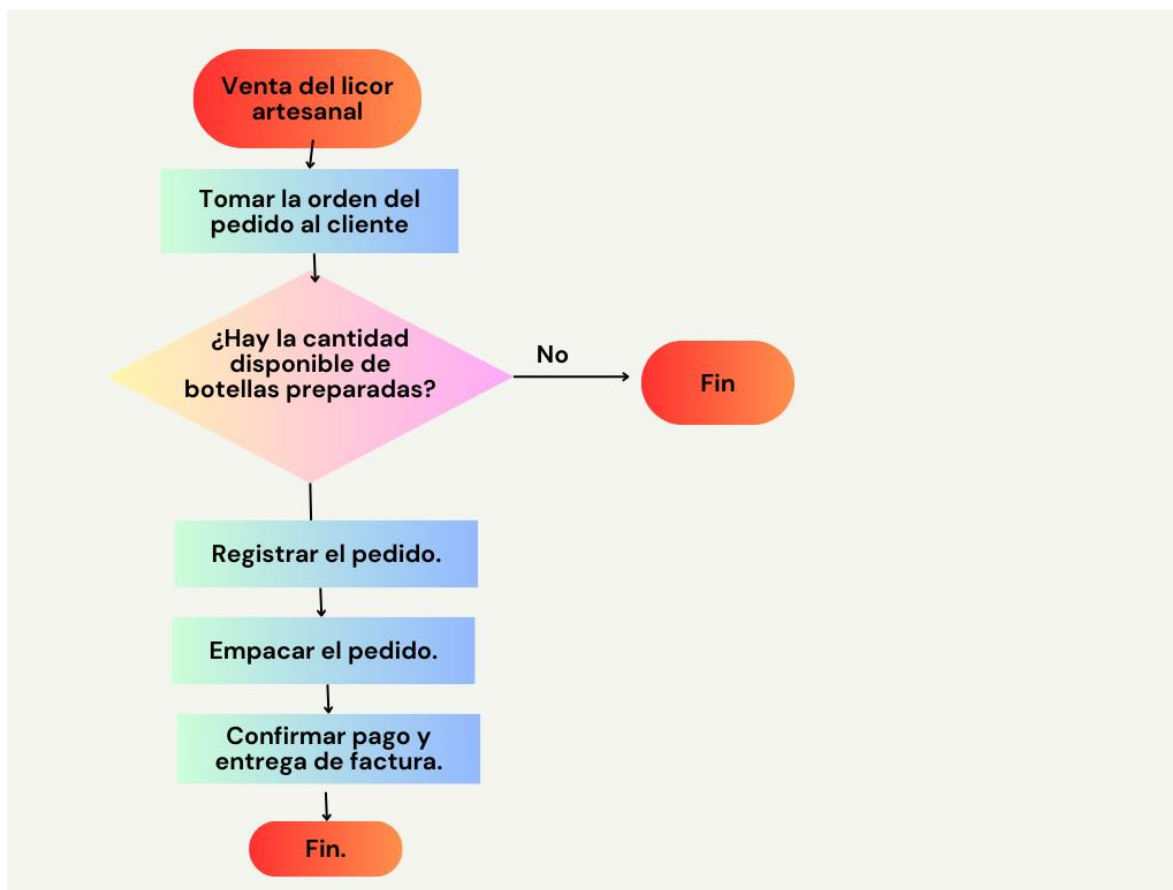 Venta del licor
artesanal
Tomar la orden del
pedido al cliente
¿Hay la cantidad
disponible de
botellas preparadas?
No
Fin
Registrar el pedido.
Empacar el pedido.
Confirmar pago y
entrega de factura.
Fin.